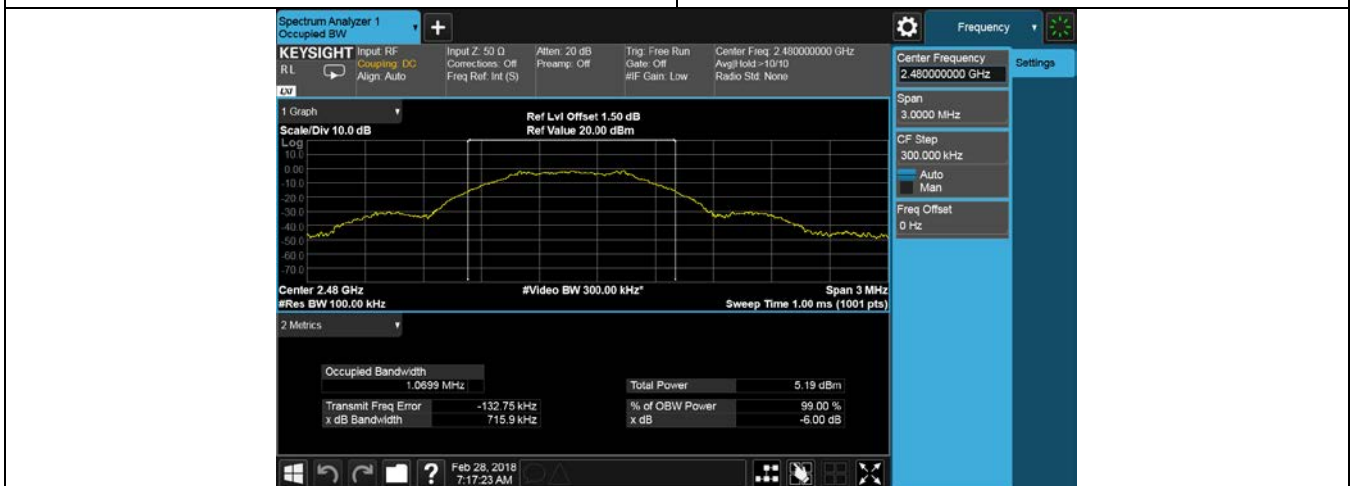 Spectrum Analyzer 1
Occupied BW
+
Frequency
KEYSIGHT
RL
LXI
Input: RF
Coupling: DC
Align: Auto
Input Z: 50 Ω
Corrections: Off
Freq Ref: Int (S)
Atten: 20 dB
Preamp: Off
Trig: Free Run
Gate: Off
#IF Gain: Low
Center Freq: 2.480000000 GHz
Avg|Hold:>10/10
Radio Std: None
Center Frequency
2.480000000 GHz
Settings
Span
3.0000 MHz
CF Step
300.000 kHz
Auto
Man
Freq Offset
0 Hz
1 Graph
Scale/Div 10.0 dB
Ref Lvl Offset 1.50 dB
Ref Value 20.00 dBm
Log
10.0
0.00
-10.0
-20.0
-30.0
-40.0
-50.0
-60.0
-70.0
Center 2.48 GHz
#Video BW 300.00 kHz*
Span 3 MHz
#Res BW 100.00 kHz
Sweep Time 1.00 ms (1001 pts)
2 Metrics
Occupied Bandwidth
1.0699 MHz
Total Power 5.19 dBm
Transmit Freq Error -132.75 kHz
% of OBW Power 99.00 %
x dB Bandwidth 715.9 kHz
x dB -6.00 dB
?
Feb 28, 2018
7:17:23 AM